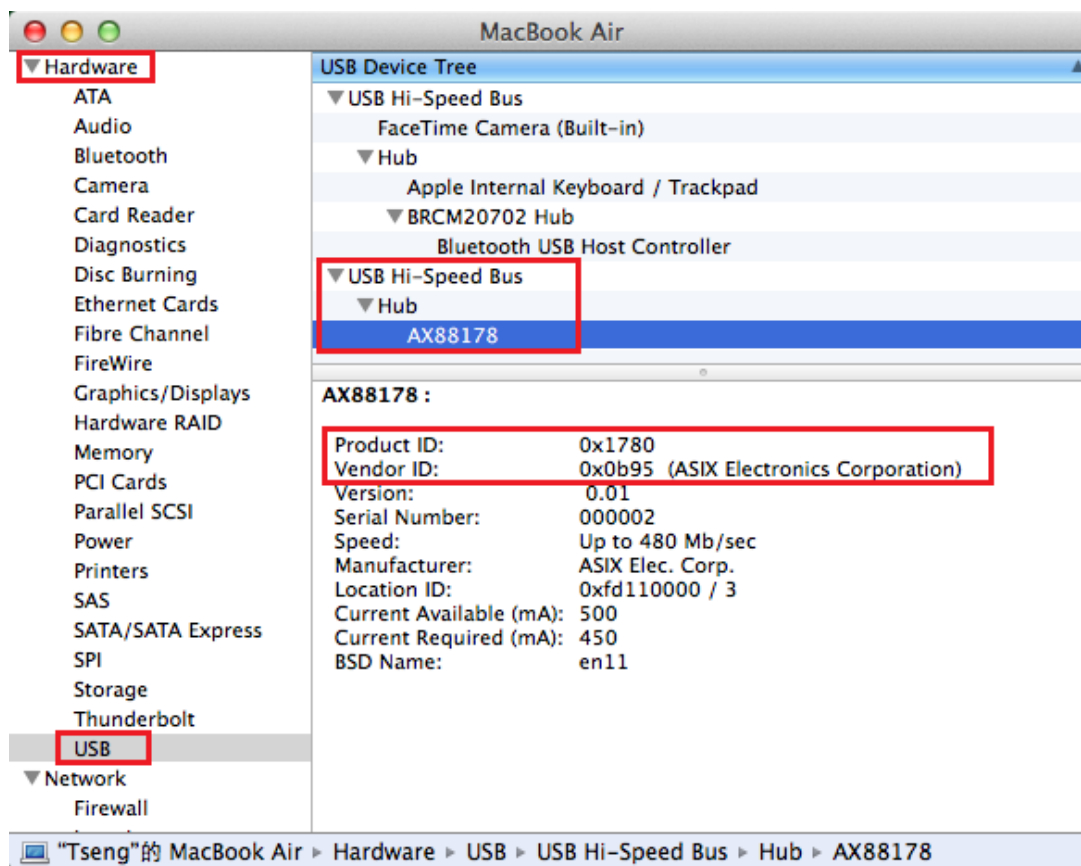 MacBook Air
Hardware
ATA
Audio
Bluetooth
Camera
Card Reader
Diagnostics
Disc Burning
Ethernet Cards
Fibre Channel
FireWire
Graphics/Displays
Hardware RAID
Memory
PCI Cards
Parallel SCSI
Power
Printers
SAS
SATA/SATA Express
SPI
Storage
Thunderbolt
USB
Network
Firewall
USB Device Tree
USB Hi-Speed Bus
FaceTime Camera (Built-in)
Hub
Apple Internal Keyboard / Trackpad
BRCM20702 Hub
Bluetooth USB Host Controller
USB Hi-Speed Bus
Hub
AX88178
AX88178 :
Product ID: 0x1780
Vendor ID: 0x0b95 (ASIX Electronics Corporation)
Version: 0.01
Serial Number: 000002
Speed: Up to 480 Mb/sec
Manufacturer: ASIX Elec. Corp.
Location ID: 0xfd110000 / 3
Current Available (mA): 500
Current Required (mA): 450
BSD Name: en11
"Tseng"的 MacBook Air ▸ Hardware ▸ USB ▸ USB Hi-Speed Bus ▸ Hub ▸ AX88178